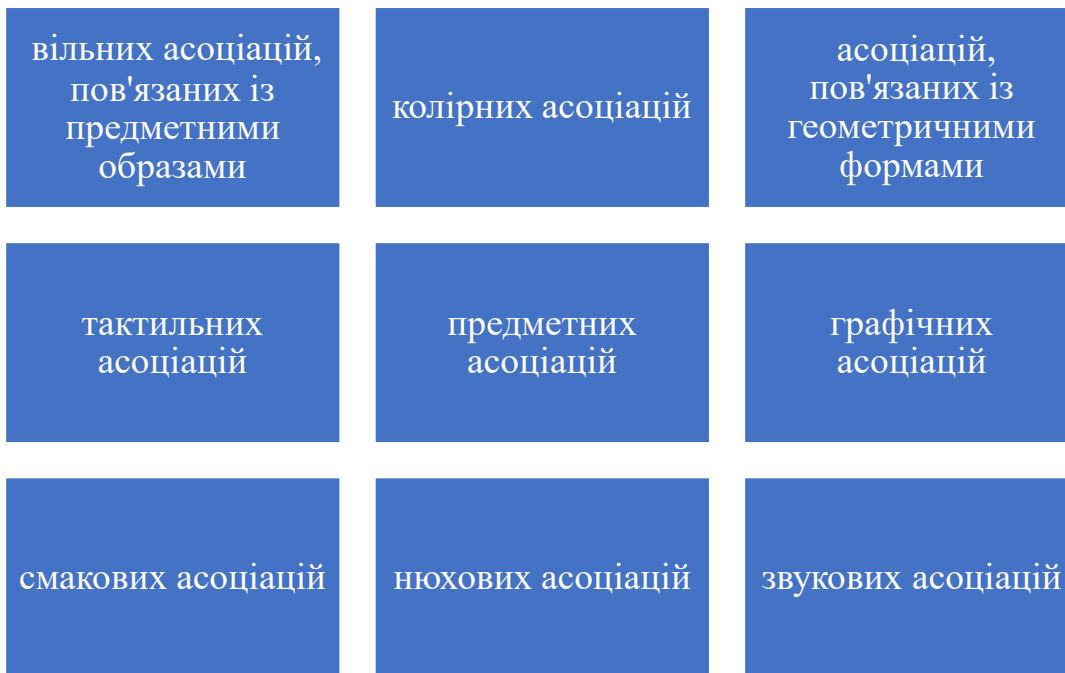 вільних асоціацій,
пов'язаних із
предметними
образами
колірних асоціацій
асоціацій,
пов'язаних із
геометричними
формами
тактильних
асоціацій
предметних
асоціацій
графічних
асоціацій
смакових асоціацій
нюхових асоціацій
звукових асоціацій